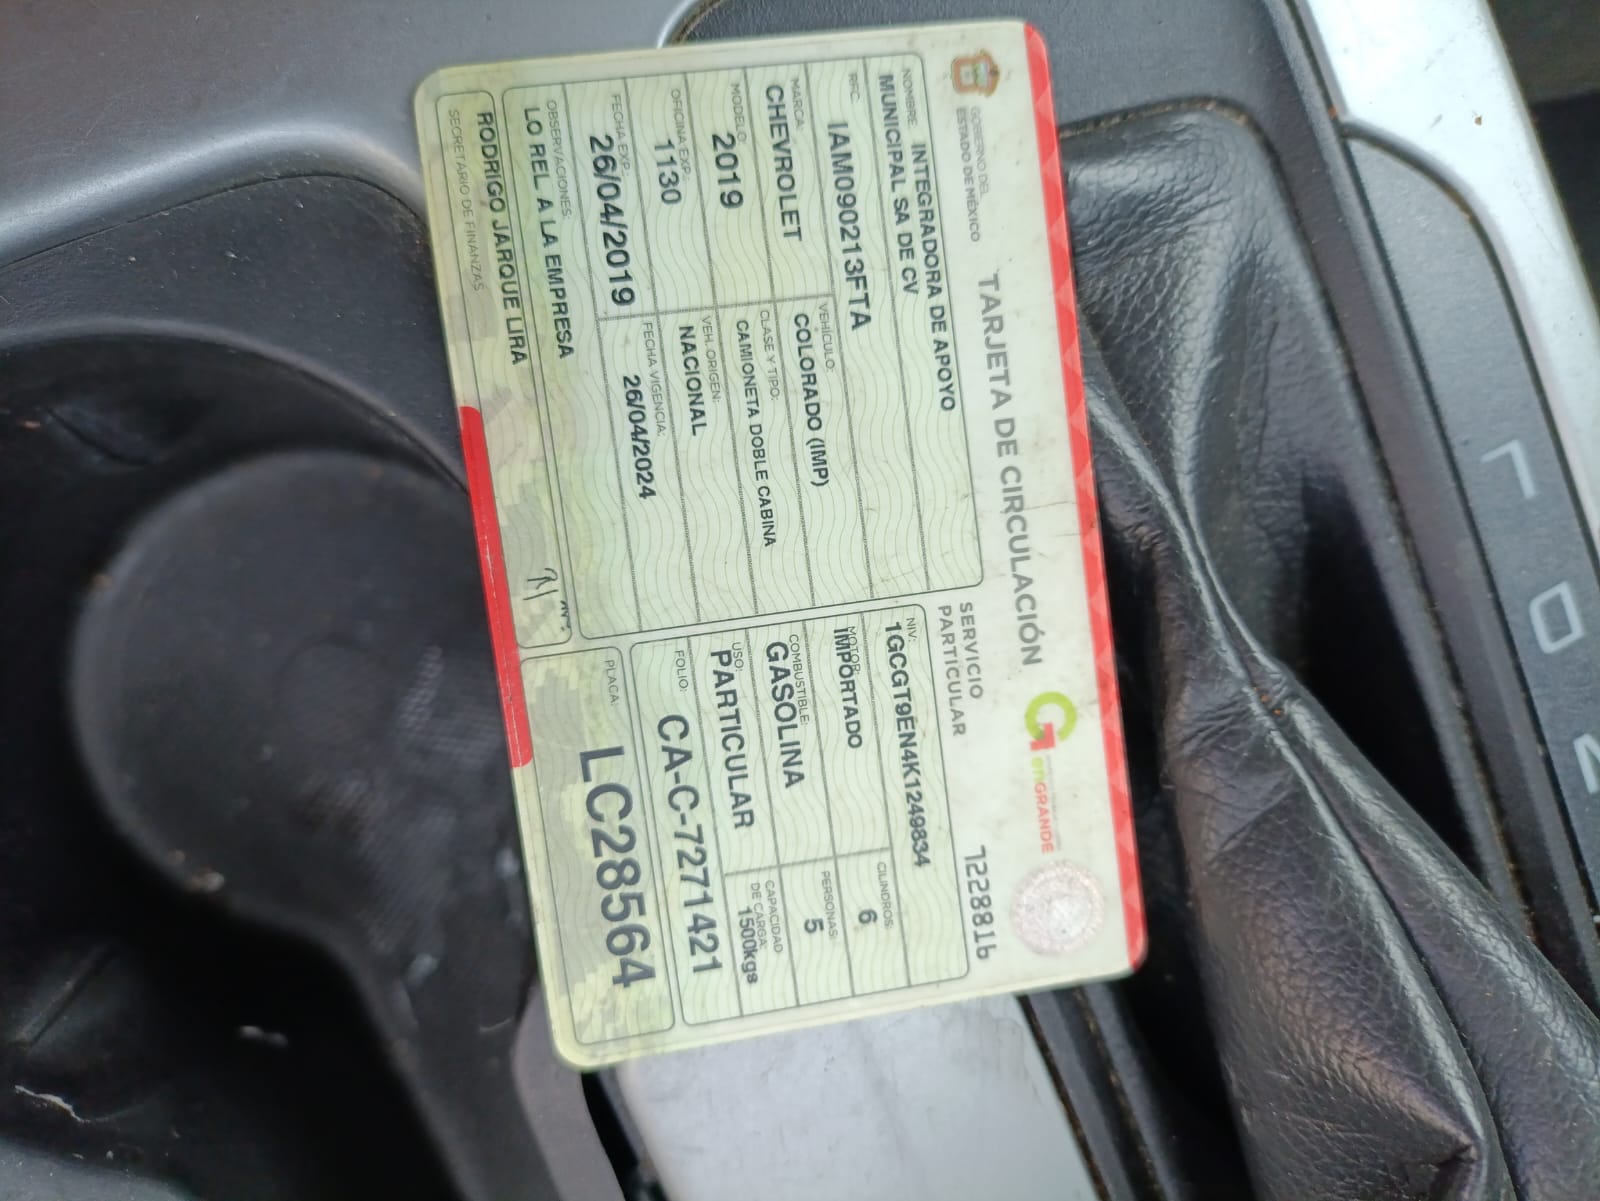 GOBIERNO DEL
ESTADO DE MÉXICO
TARJETA DE CIRCULACIÓN
enGRANDE
SERVICIO
PARTICULAR
7228816
NOMBRE: INTEGRADORA DE APOYO
MUNICIPAL SA DE CV
RFC: IAM090213FTA
MARCA: CHEVROLET
VEHÍCULO: COLORADO (IMP)
MODELO: 2019
CLASE Y TIPO: CAMIONETA DOBLE CABINA
OFICINA EXP.: 1130
VEH. ORIGEN: NACIONAL
FECHA EXP.: 26/04/2019
FECHA VIGENCIA: 26/04/2024
OBSERVACIONES:
LO REL A LA EMPRESA
RODRIGO JARQUE LIRA
SECRETARIO DE FINANZAS
NIV: 1GCGT9EN4K1249834
MOTOR: IMPORTADO
CILINDROS: 6
COMBUSTIBLE: GASOLINA
PERSONAS: 5
USO: PARTICULAR
CAPACIDAD
DE CARGA: 1500kgs
FOLIO: CA-C-7271421
PLACA: LC28564